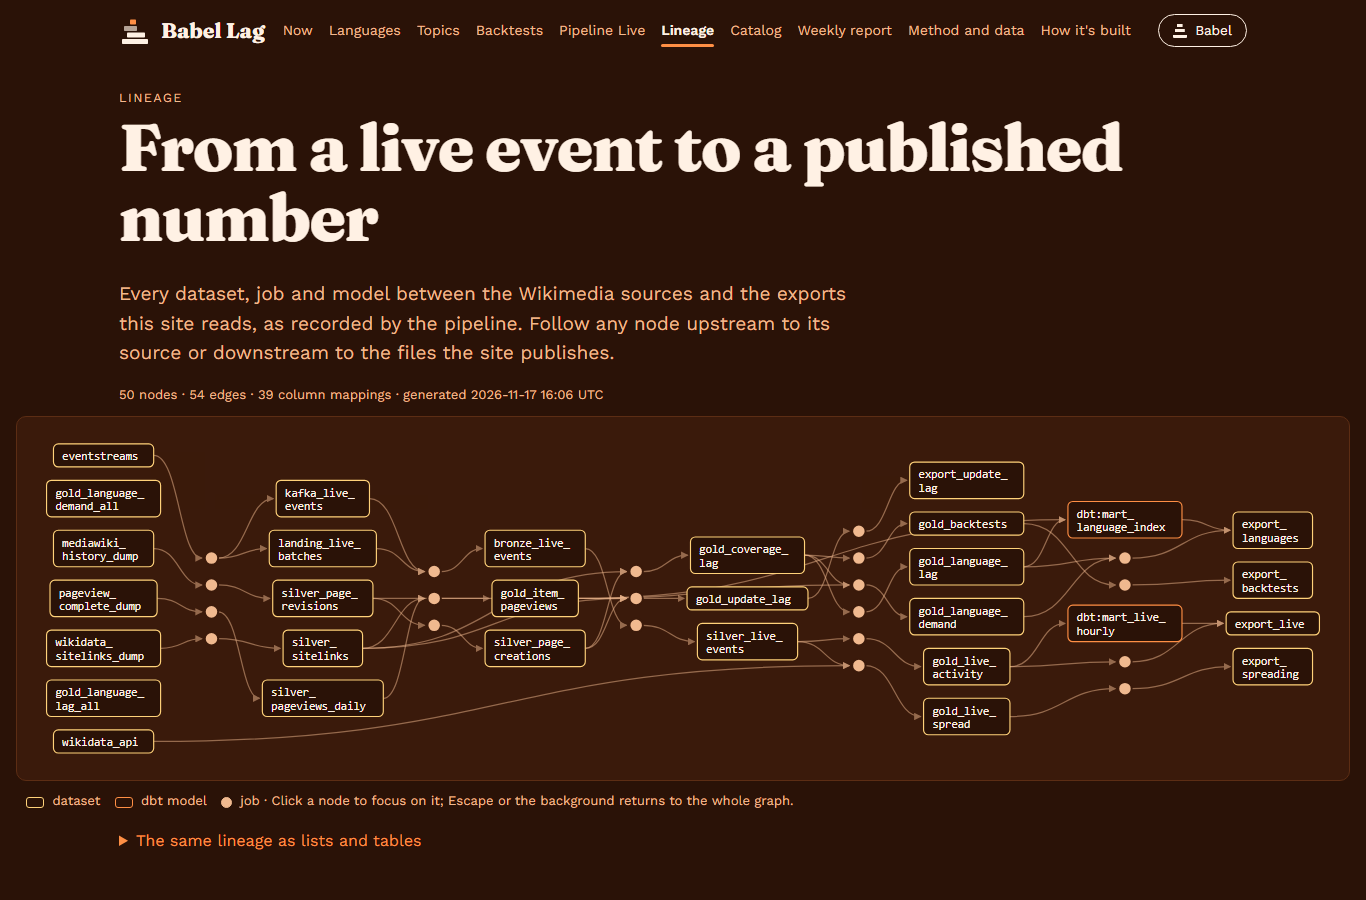 Babel Lag
Now
Languages
Topics
Backtests
Pipeline Live
Lineage
Catalog
Weekly report
Method and data
How it's built
Babel
LINEAGE
From a live event to a published
number
Every dataset, job and model between the Wikimedia sources and the exports
this site reads, as recorded by the pipeline. Follow any node upstream to its
source or downstream to the files the site publishes.
50 nodes · 54 edges · 39 column mappings · generated 2026-11-17 16:06 UTC
eventstreams
gold_language_
demand_all
mediawiki_
history_dump
pageview_
complete_dump
wikidata_
sitelinks_dump
gold_language_
lag_all
wikidata_api
kafka_live_
events
landing_live_
batches
silver_page_
revisions
silver_
sitelinks
silver_
pageviews_daily
bronze_live_
events
gold_item_
pageviews
silver_page_
creations
gold_coverage_
lag
gold_update_lag
silver_live_
events
export_update_
lag
gold_backtests
gold_language_
lag
gold_language_
demand
gold_live_
activity
gold_live_
spread
dbt:mart_
language_index
dbt:mart_live_
hourly
export_
languages
export_
backtests
export_live
export_
spreading
dataset
dbt model
job · Click a node to focus on it; Escape or the background returns to the whole graph.
The same lineage as lists and tables